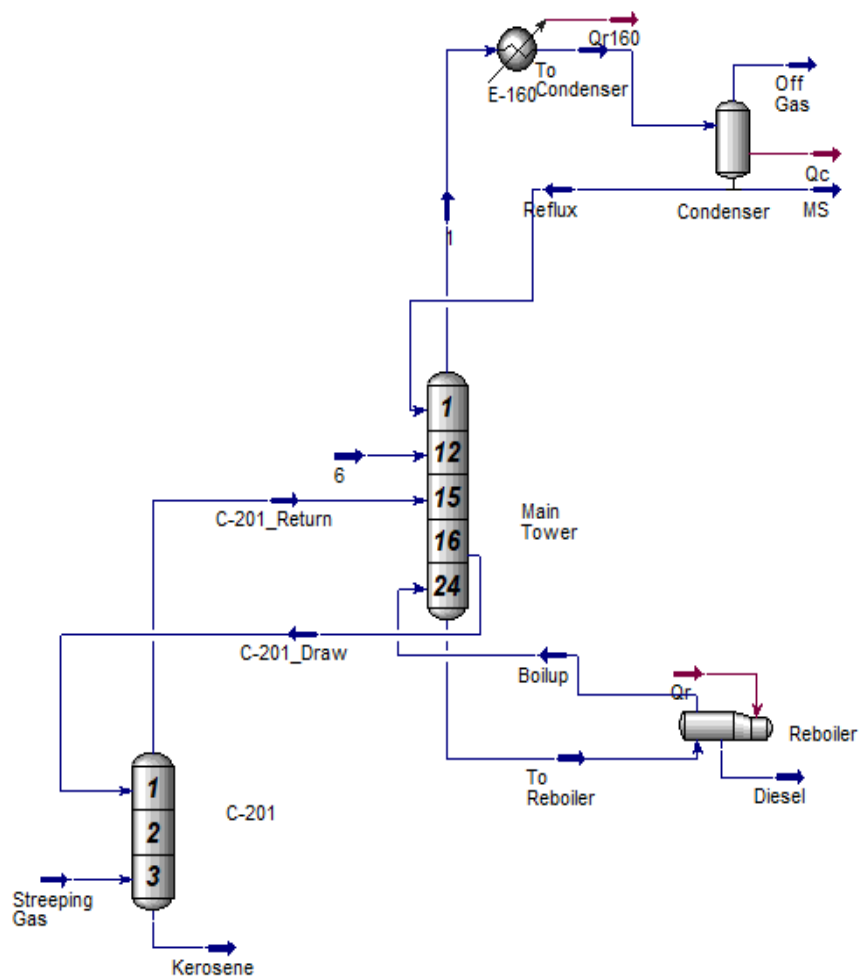 Qr160
To
Condenser
E-160
Off
Gas
Qc
Reflux
Condenser
MS
1
1
12
6
15
C-201_Return
Main
Tower
16
24
C-201_Draw
Boilup
Qr
Reboiler
To
Reboiler
Diesel
1
C-201
2
3
Streeping
Gas
Kerosene